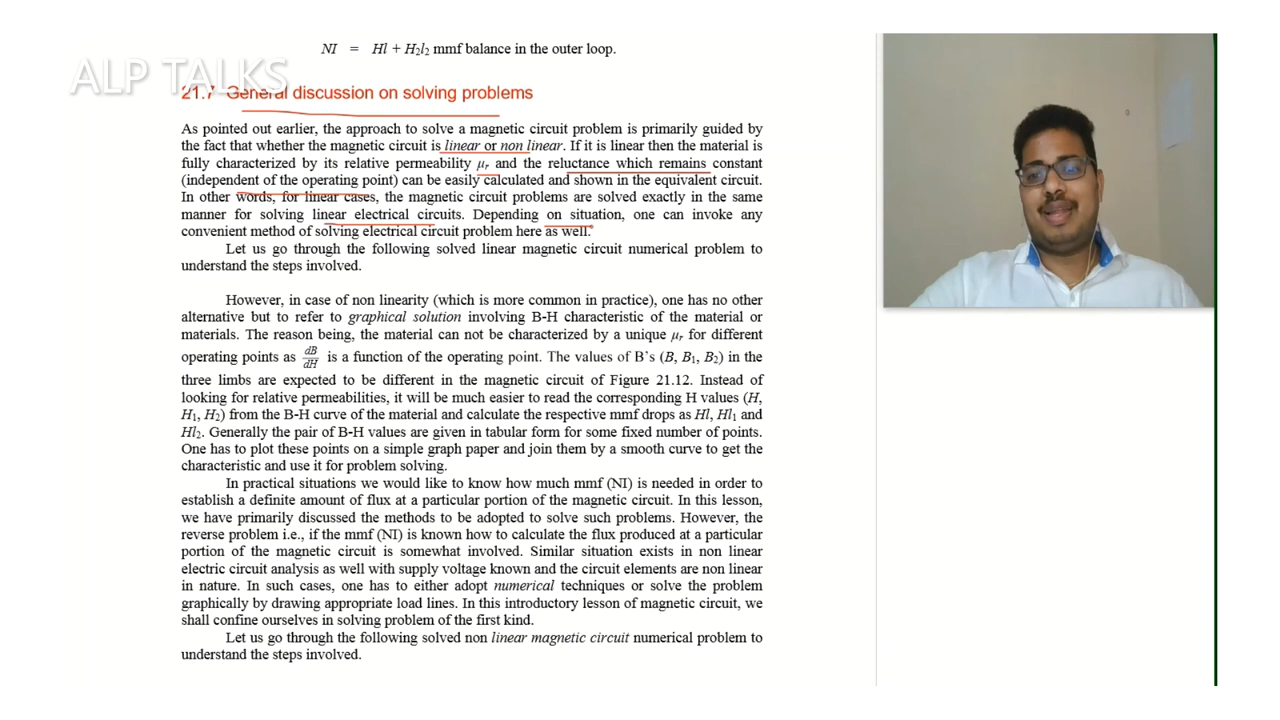 NI = Hl + H₂l₂ mmf balance in the outer loop.
ALP TALKS
21.7 General discussion on solving problems
As pointed out earlier, the approach to solve a magnetic circuit problem is primarily guided by
the fact that whether the magnetic circuit is linear or non linear. If it is linear then the material is
fully characterized by its relative permeability μᵣ and the reluctance which remains constant
(independent of the operating point) can be easily calculated and shown in the equivalent circuit.
In other words, for linear cases, the magnetic circuit problems are solved exactly in the same
manner for solving linear electrical circuits. Depending on situation, one can invoke any
convenient method of solving electrical circuit problem here as well.
Let us go through the following solved linear magnetic circuit numerical problem to
understand the steps involved.
However, in case of non linearity (which is more common in practice), one has no other
alternative but to refer to graphical solution involving B-H characteristic of the material or
materials. The reason being, the material can not be characterized by a unique μᵣ for different
operating points as dB/dH is a function of the operating point. The values of B's (B, B₁, B₂) in the
three limbs are expected to be different in the magnetic circuit of Figure 21.12. Instead of
looking for relative permeabilities, it will be much easier to read the corresponding H values (H,
H₁, H₂) from the B-H curve of the material and calculate the respective mmf drops as Hl, Hl₁ and
Hl₂. Generally the pair of B-H values are given in tabular form for some fixed number of points.
One has to plot these points on a simple graph paper and join them by a smooth curve to get the
characteristic and use it for problem solving.
In practical situations we would like to know how much mmf (NI) is needed in order to
establish a definite amount of flux at a particular portion of the magnetic circuit. In this lesson,
we have primarily discussed the methods to be adopted to solve such problems. However, the
reverse problem i.e., if the mmf (NI) is known how to calculate the flux produced at a particular
portion of the magnetic circuit is somewhat involved. Similar situation exists in non linear
electric circuit analysis as well with supply voltage known and the circuit elements are non linear
in nature. In such cases, one has to either adopt numerical techniques or solve the problem
graphically by drawing appropriate load lines. In this introductory lesson of magnetic circuit, we
shall confine ourselves in solving problem of the first kind.
Let us go through the following solved non linear magnetic circuit numerical problem to
understand the steps involved.